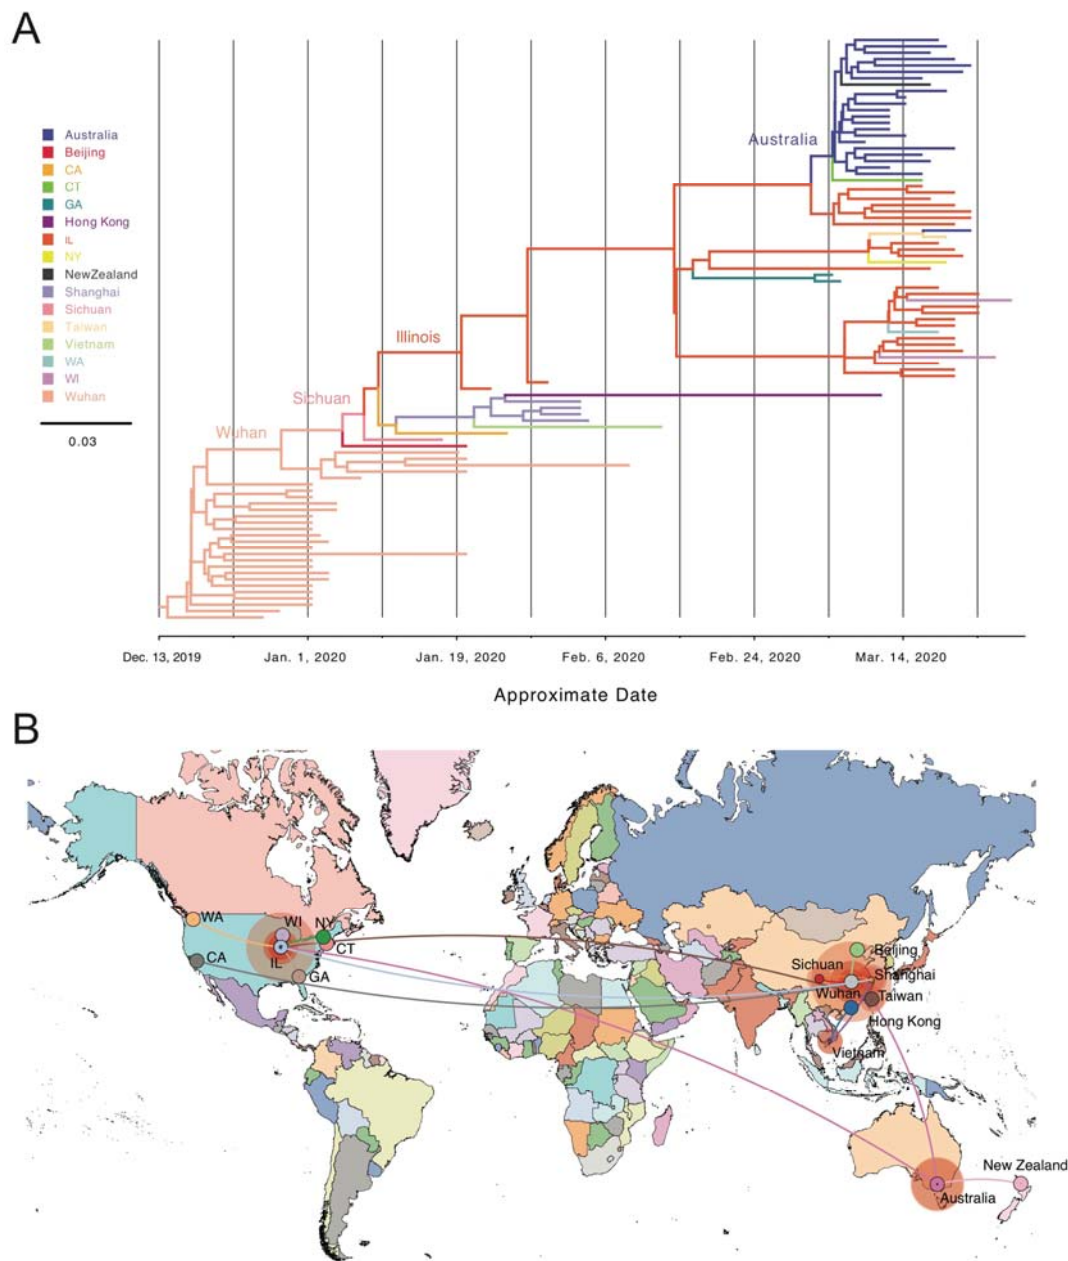 A
Australia
Beijing
CA
CT
GA
Hong Kong
IL
NY
NewZealand
Shanghai
Sichuan
Taiwan
Vietnam
WA
WI
Wuhan
0.03
Australia
Illinois
Sichuan
Wuhan
Dec. 13, 2019 Jan. 1, 2020 Jan. 19, 2020 Feb. 6, 2020 Feb. 24, 2020 Mar. 14, 2020
Approximate Date
B
WA
WI
NY
CT
CA
IL
GA
Beijing
Sichuan
Shanghai
Wuhan
Taiwan
Hong Kong
Vietnam
New Zealand
Australia